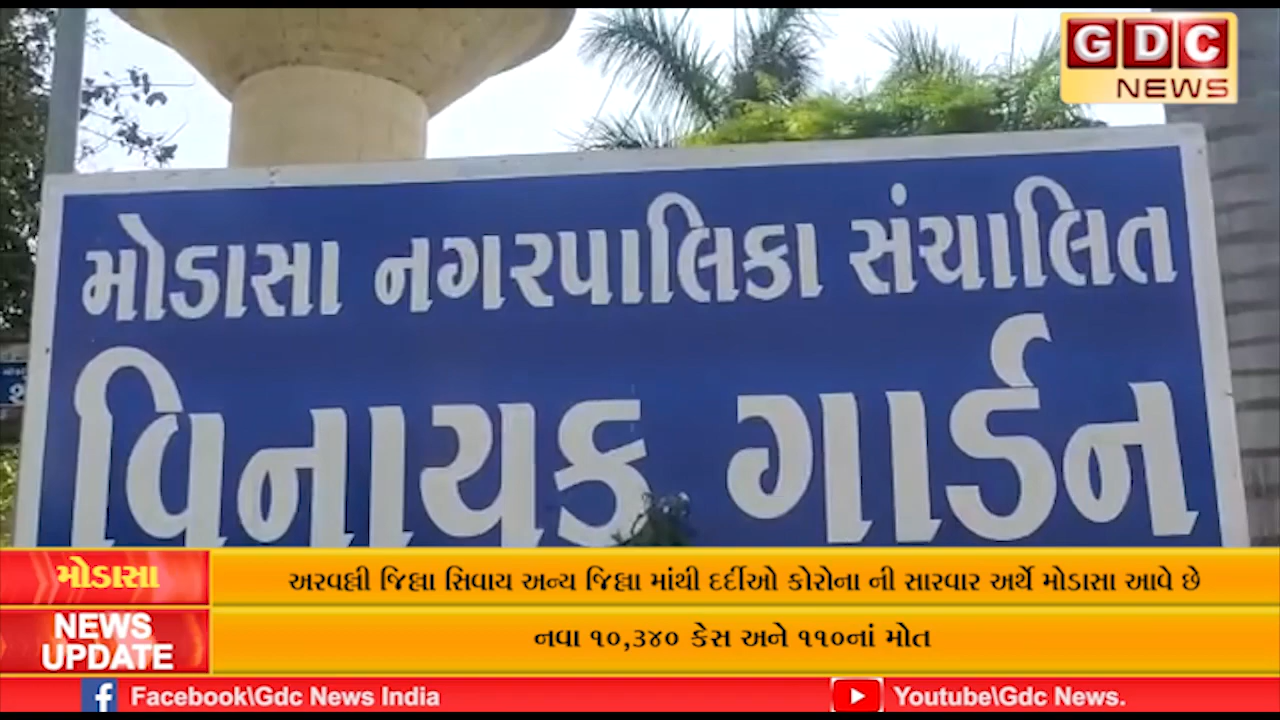 GDC
NEWS
મોડાસા નગરપાલિકા સંચાલિત
વિનાયક ગાર્ડન
મોડાસા
અરવલ્લી જિલ્લા સિવાય અન્ય જિલ્લા માંથી દર્દીઓ કોરોના ની સારવાર અર્થે મોડાસા આવે છે
NEWS
UPDATE
નવા ૧૦,૩૪૦ કેસ અને ૧૧૦નાં મોત
Facebook\Gdc News India
Youtube\Gdc News.